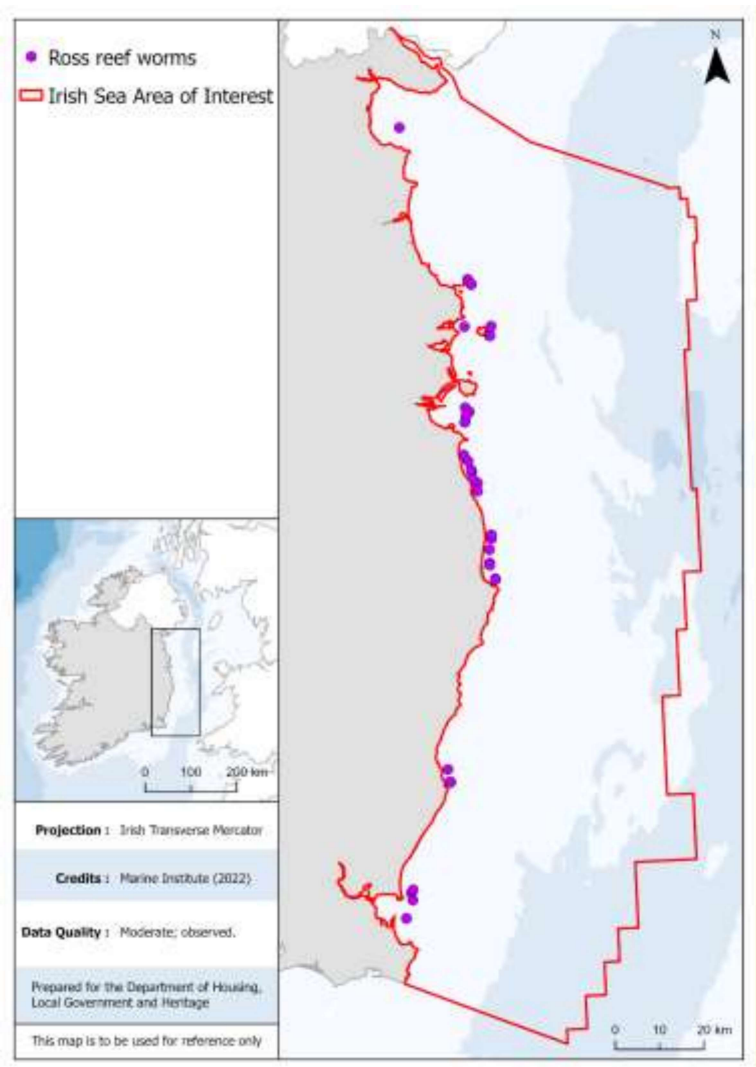 Ross reef worms
Irish Sea Area of Interest
N
0 100 200 km
Projection : Irish Transverse Mercator
Credits : Marine Institute (2022)
Data Quality : Moderate; observed.
Prepared for the Department of Housing,
Local Government and Heritage
This map is to be used for reference only
0 10 20 km